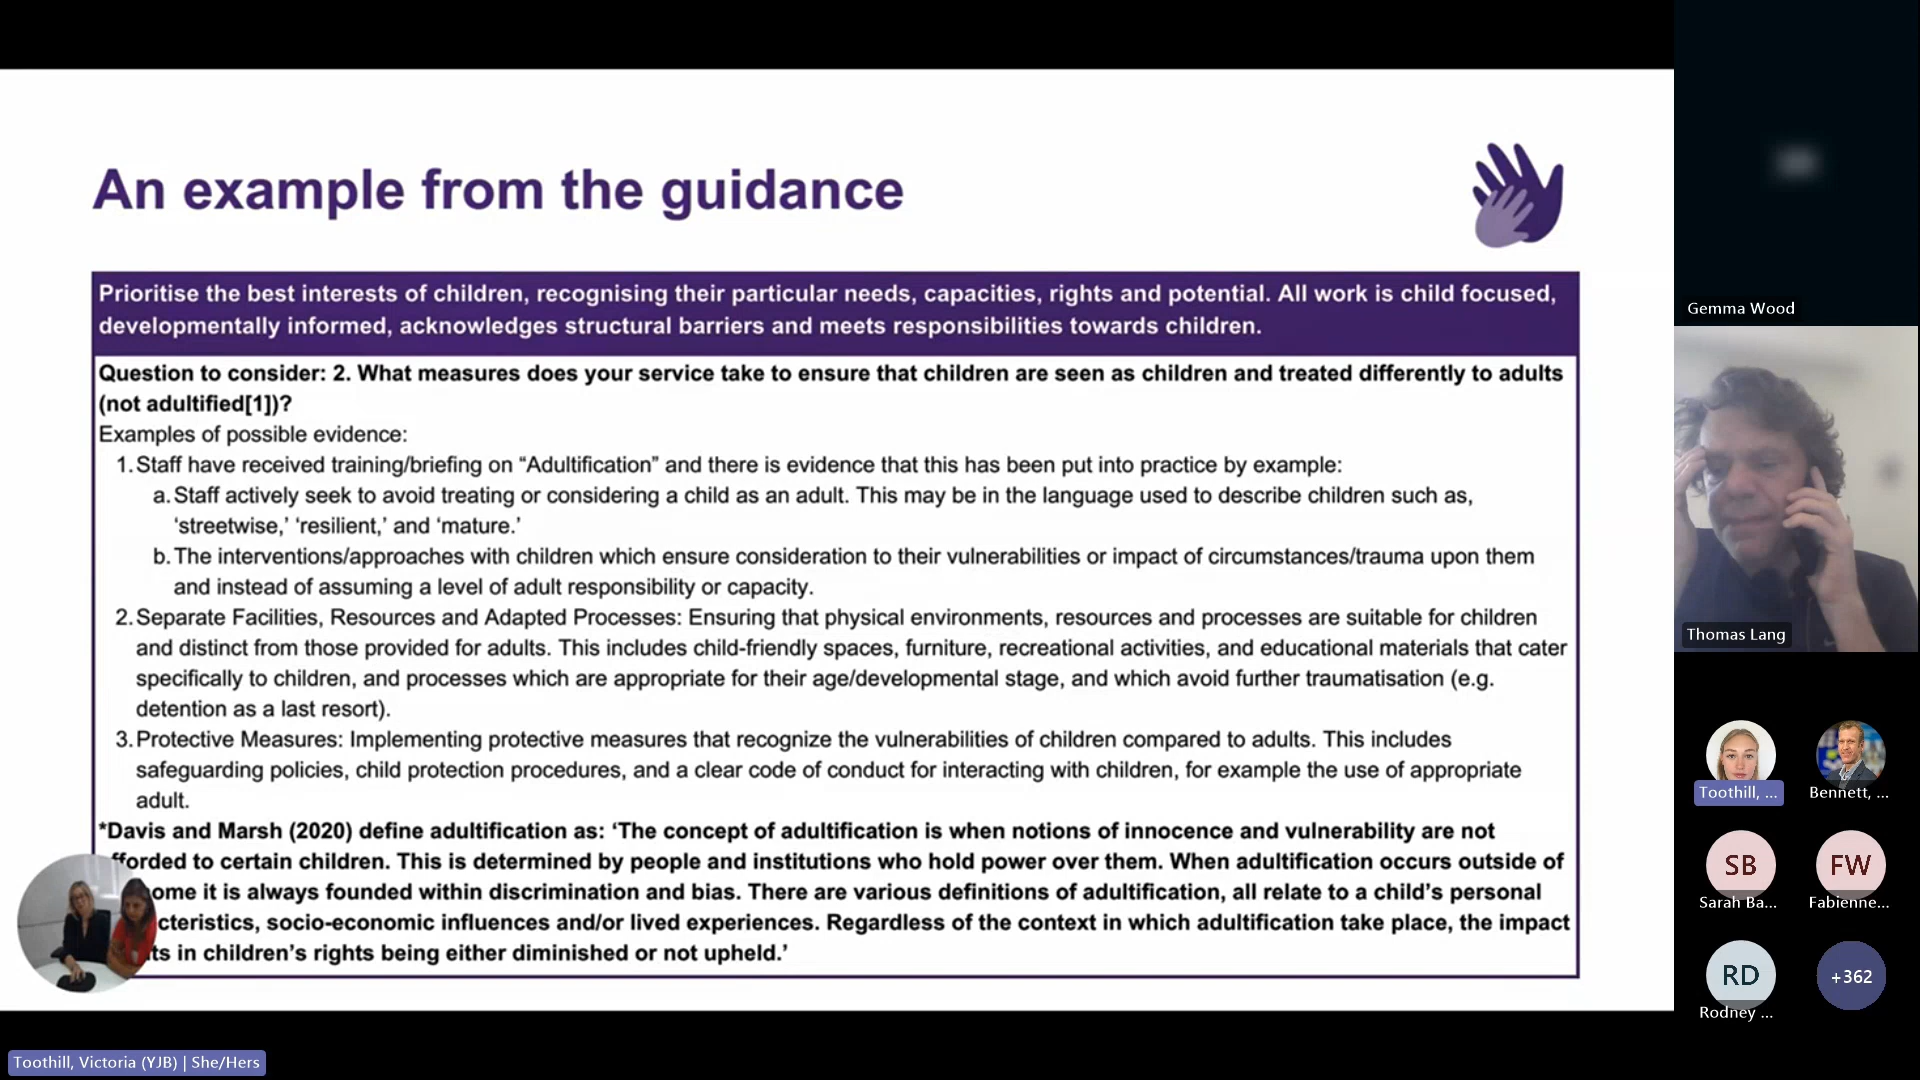 An example from the guidance
Prioritise the best interests of children, recognising their particular needs, capacities, rights and potential. All work is child focused,
developmentally informed, acknowledges structural barriers and meets responsibilities towards children.
Question to consider: 2. What measures does your service take to ensure that children are seen as children and treated differently to adults
(not adultified[1])?
Examples of possible evidence:
1. Staff have received training/briefing on “Adultification” and there is evidence that this has been put into practice by example:
a. Staff actively seek to avoid treating or considering a child as an adult. This may be in the language used to describe children such as,
‘streetwise,’ ‘resilient,’ and ‘mature.’
b. The interventions/approaches with children which ensure consideration to their vulnerabilities or impact of circumstances/trauma upon them
and instead of assuming a level of adult responsibility or capacity.
2. Separate Facilities, Resources and Adapted Processes: Ensuring that physical environments, resources and processes are suitable for children
and distinct from those provided for adults. This includes child-friendly spaces, furniture, recreational activities, and educational materials that cater
specifically to children, and processes which are appropriate for their age/developmental stage, and which avoid further traumatisation (e.g.
detention as a last resort).
3. Protective Measures: Implementing protective measures that recognize the vulnerabilities of children compared to adults. This includes
safeguarding policies, child protection procedures, and a clear code of conduct for interacting with children, for example the use of appropriate
adult.
*Davis and Marsh (2020) define adultification as: ‘The concept of adultification is when notions of innocence and vulnerability are not
fforded to certain children. This is determined by people and institutions who hold power over them. When adultification occurs outside of
ome it is always founded within discrimination and bias. There are various definitions of adultification, all relate to a child’s personal
cteristics, socio-economic influences and/or lived experiences. Regardless of the context in which adultification take place, the impact
ts in children’s rights being either diminished or not upheld.’
Toothill, Victoria (YJB) | She/Hers
Gemma Wood
Thomas Lang
Toothill, ...
Bennett, ...
SB
FW
Sarah Ba...
Fabienne...
RD
+362
Rodney ...